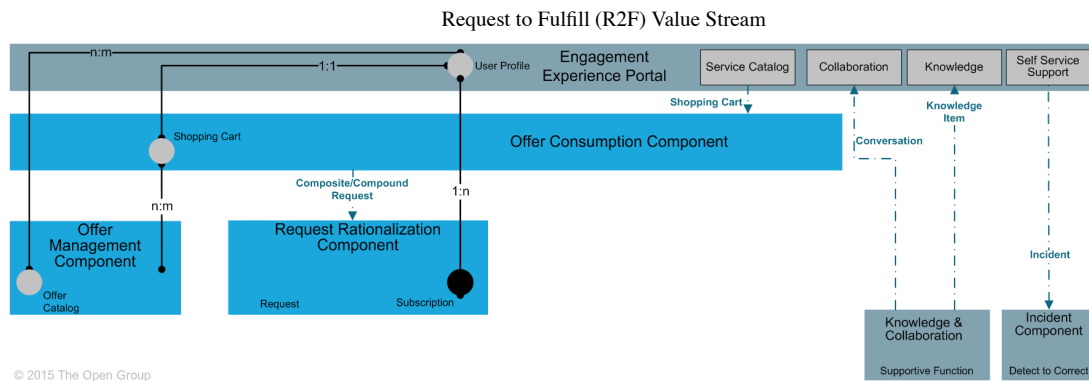 Request to Fulfill (R2F) Value Stream
n:m
1:1
User Profile
Engagement
Experience Portal
Service Catalog
Collaboration
Knowledge
Self Service
Support
Shopping Cart
Knowledge
Item
Shopping Cart
Offer Consumption Component
Conversation
Composite/Compound
Request
1:n
n:m
Offer
Management
Component
Request Rationalization
Component
Incident
Offer
Catalog
Request
Subscription
Knowledge &
Collaboration
Supportive Function
Incident
Component
Detect to Correct
© 2015 The Open Group